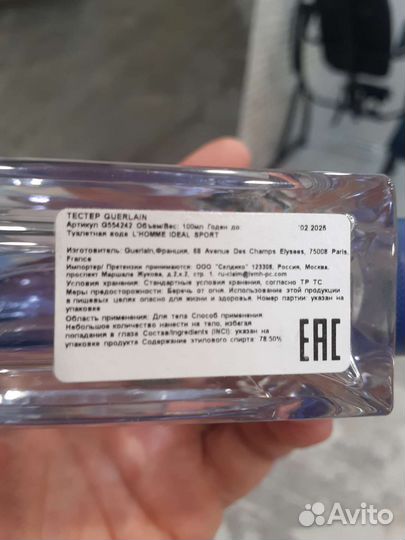 ТЕСТЕР GUERLAIN
Артикул G554242 Объем/Вес: 100мл Годен до: 02.2025
Туалетная вода L'HOMME IDEAL SPORT
Изготовитель: Guerlain,Франция, 68 Avenue Des Champs Elysees, 75008 Paris,
France
Импортер/ Претензии принимаются: ООО "Селдико" 123308, Россия, Москва,
проспект Маршала Жукова, д.2к.2, стр. 1. ru-claim@lvmh-pc.com
Условия хранения: Стандартные условия хранения, согласно ТР ТС
Меры предосторожности: Беречь от огня. Использование этой продукции
в пищевых целях опасно для жизни и здоровья. Номер партии указан на
упаковке
Область применения: Для тела Способ применения:
Небольшое количество нанести на тело, избегая
попадания в глаза Состав/Ingredients (INCI): указан на
упаковке продукта Содержание этилового спирта: 78.50%
EAC
Avito